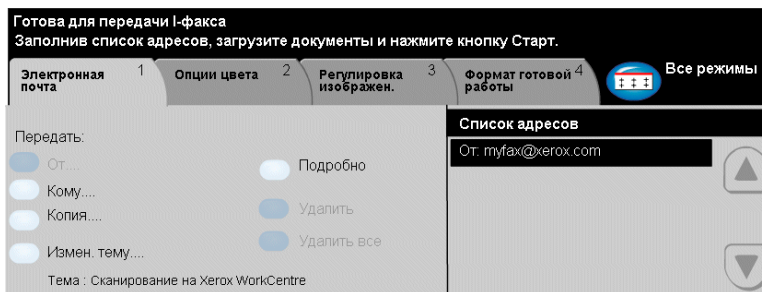 Готова для передачи I-факса
Заполнив список адресов, загрузите документы и нажмите кнопку Старт.
Электронная почта 1
Опции цвета 2
Регулировка изображен. 3
Формат готовой работы 4
Все режимы
Передать:
От....
Кому....
Копия....
Измен. тему....
Тема : Сканирование на Xerox WorkCentre
Подробно
Удалить
Удалить все
Список адресов
От: myfax@xerox.com